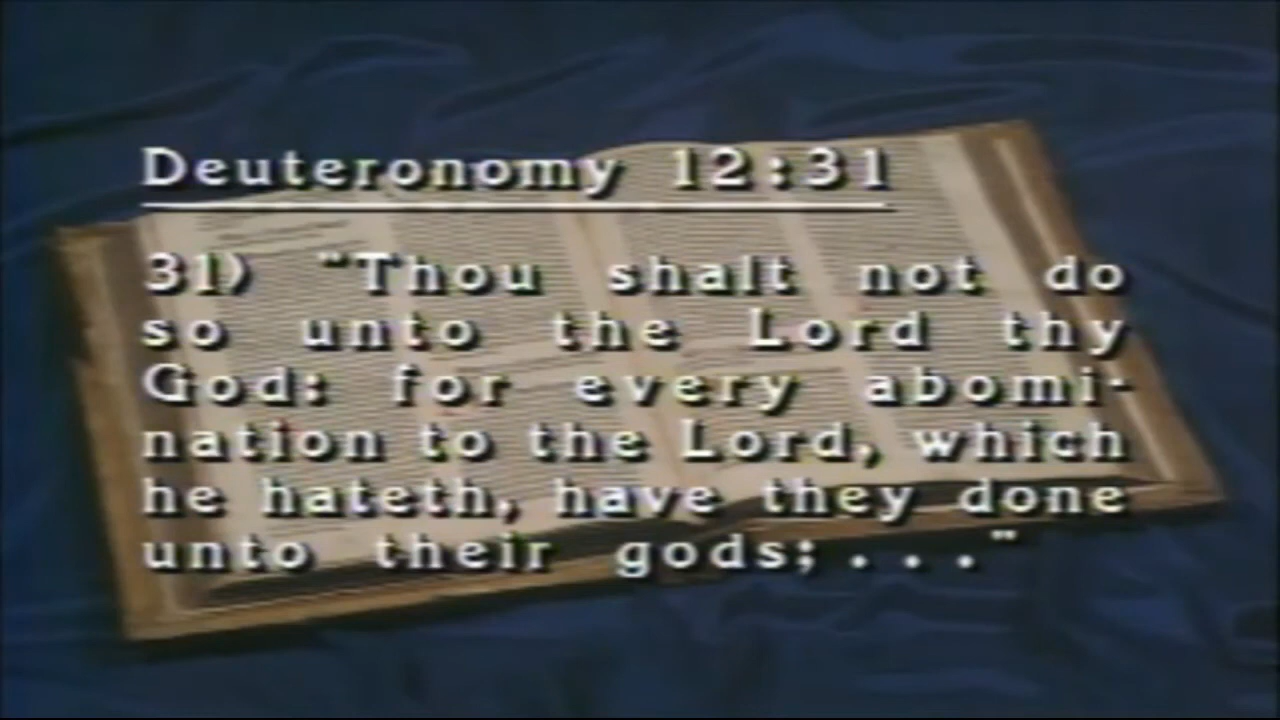 Deuteronomy 12:31
31) "Thou shalt not do
so unto the Lord thy
God: for every abomi-
nation to the Lord, which
he hateth, have they done
unto their gods; . . ."